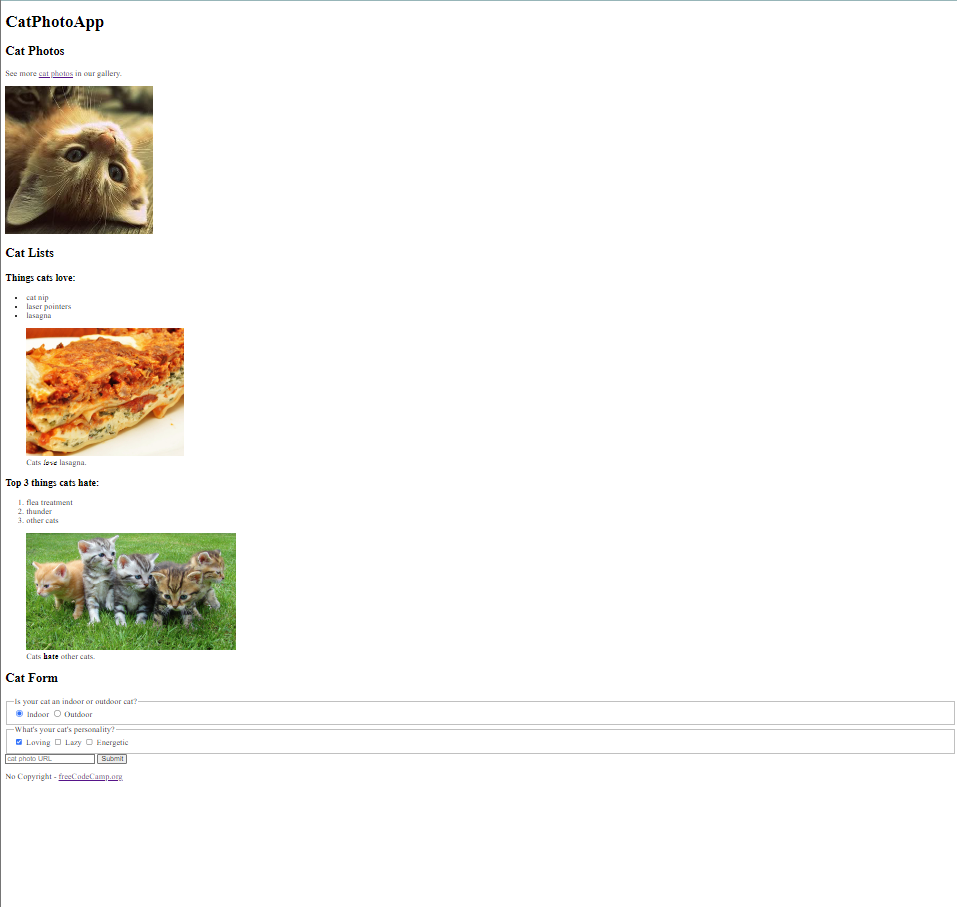 CatPhotoApp
Cat Photos
See more cat photos in our gallery.
Cat Lists
Things cats love:
cat nip
laser pointers
lasagna
Cats love lasagna.
Top 3 things cats hate:
1. flea treatment
2. thunder
3. other cats
Cats hate other cats.
Cat Form
Is your cat an indoor or outdoor cat?
Indoor Outdoor
What's your cat's personality?
Loving Lazy Energetic
cat photo URL Submit
No Copyright - freeCodeCamp.org